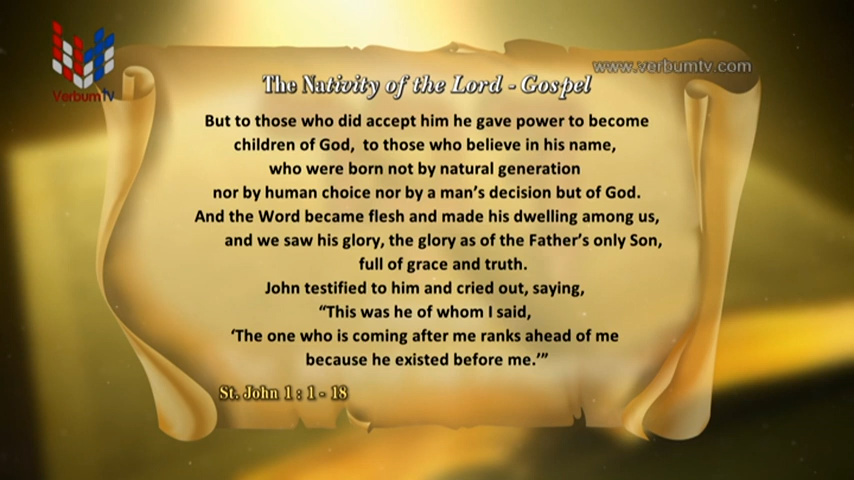 VerbumTV
www.verbumtv.com
The Nativity of the Lord - Gospel
But to those who did accept him he gave power to become
children of God, to those who believe in his name,
who were born not by natural generation
nor by human choice nor by a man's decision but of God.
And the Word became flesh and made his dwelling among us,
and we saw his glory, the glory as of the Father's only Son,
full of grace and truth.
John testified to him and cried out, saying,
“This was he of whom I said,
‘The one who is coming after me ranks ahead of me
because he existed before me.’”
St. John 1 : 1 - 18